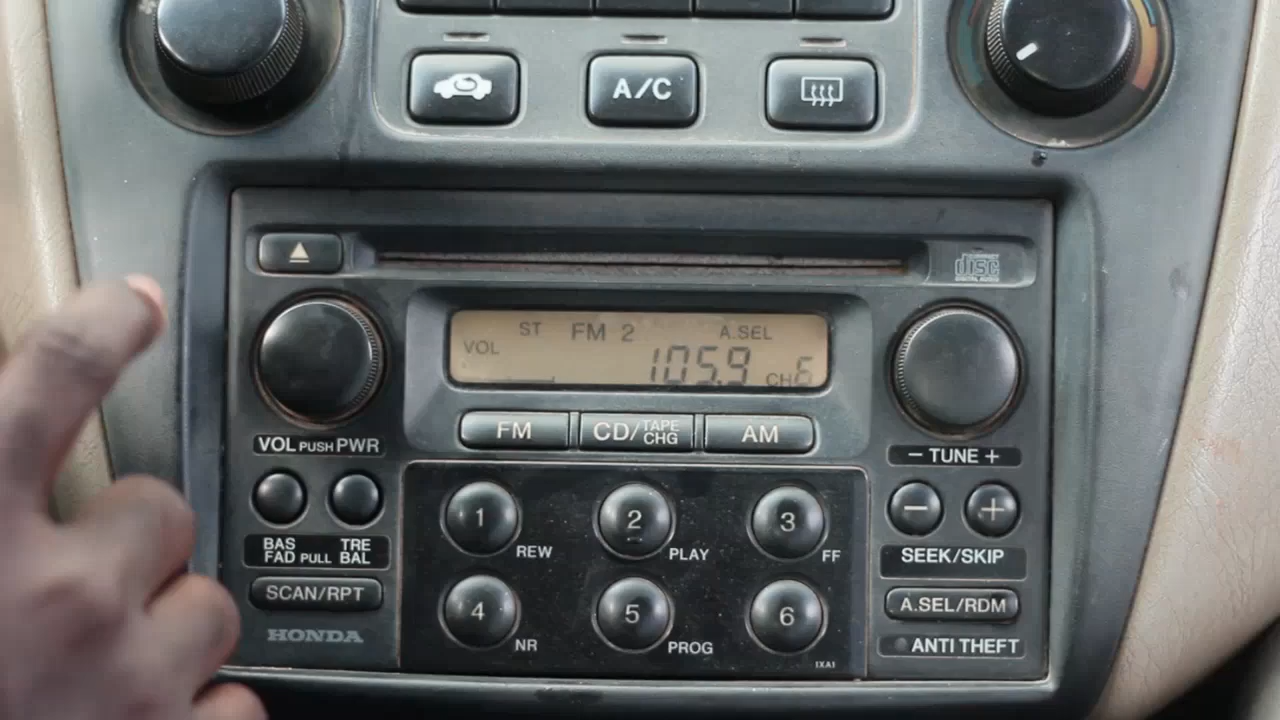 A/C
COMPACT
disc
DIGITAL AUDIO
ST FM 2 A.SEL
VOL 105.9 CH 6
FM CD/TAPE CHG AM
VOL PUSH PWR
- TUNE +
1 REW 2 PLAY 3 FF
- +
BAS TRE
FAD PULL BAL
SEEK/SKIP
SCAN/RPT
4 NR 5 PROG 6
A.SEL/RDM
HONDA
ANTI THEFT
1XA1